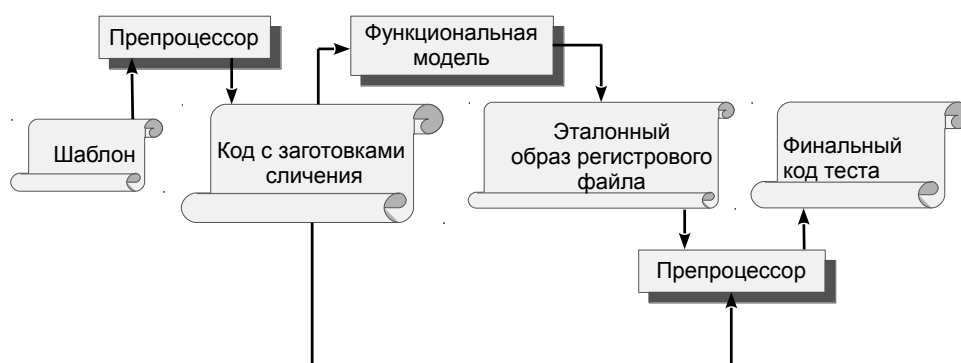 Препроцессор
Функциональная
модель
Шаблон
Код с заготовками
сличения
Эталонный
образ регистрового
файла
Финальный
код теста
Препроцессор